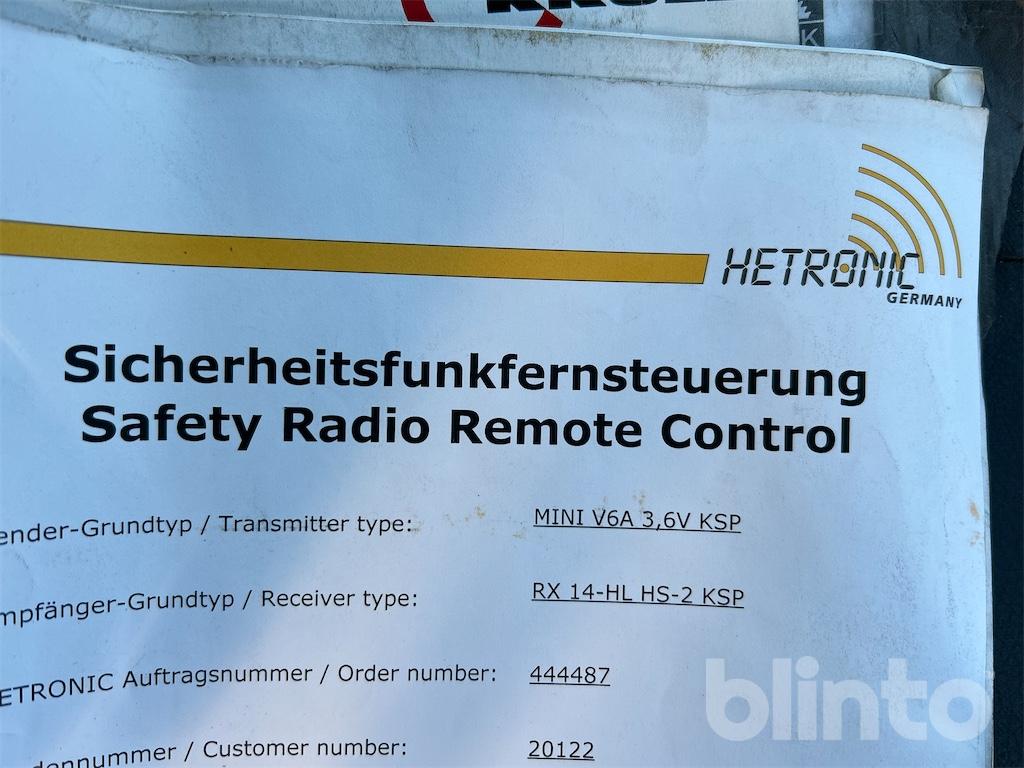 K
HETRONIC
GERMANY
Sicherheitsfunkfernsteuerung
Safety Radio Remote Control
ender-Grundtyp / Transmitter type: MINI V6A 3,6V KSP
mpfänger-Grundtyp / Receiver type: RX 14-HL HS-2 KSP
ETRONIC Auftragsnummer / Order number: 444487
dennummer / Customer number: 20122
blinto